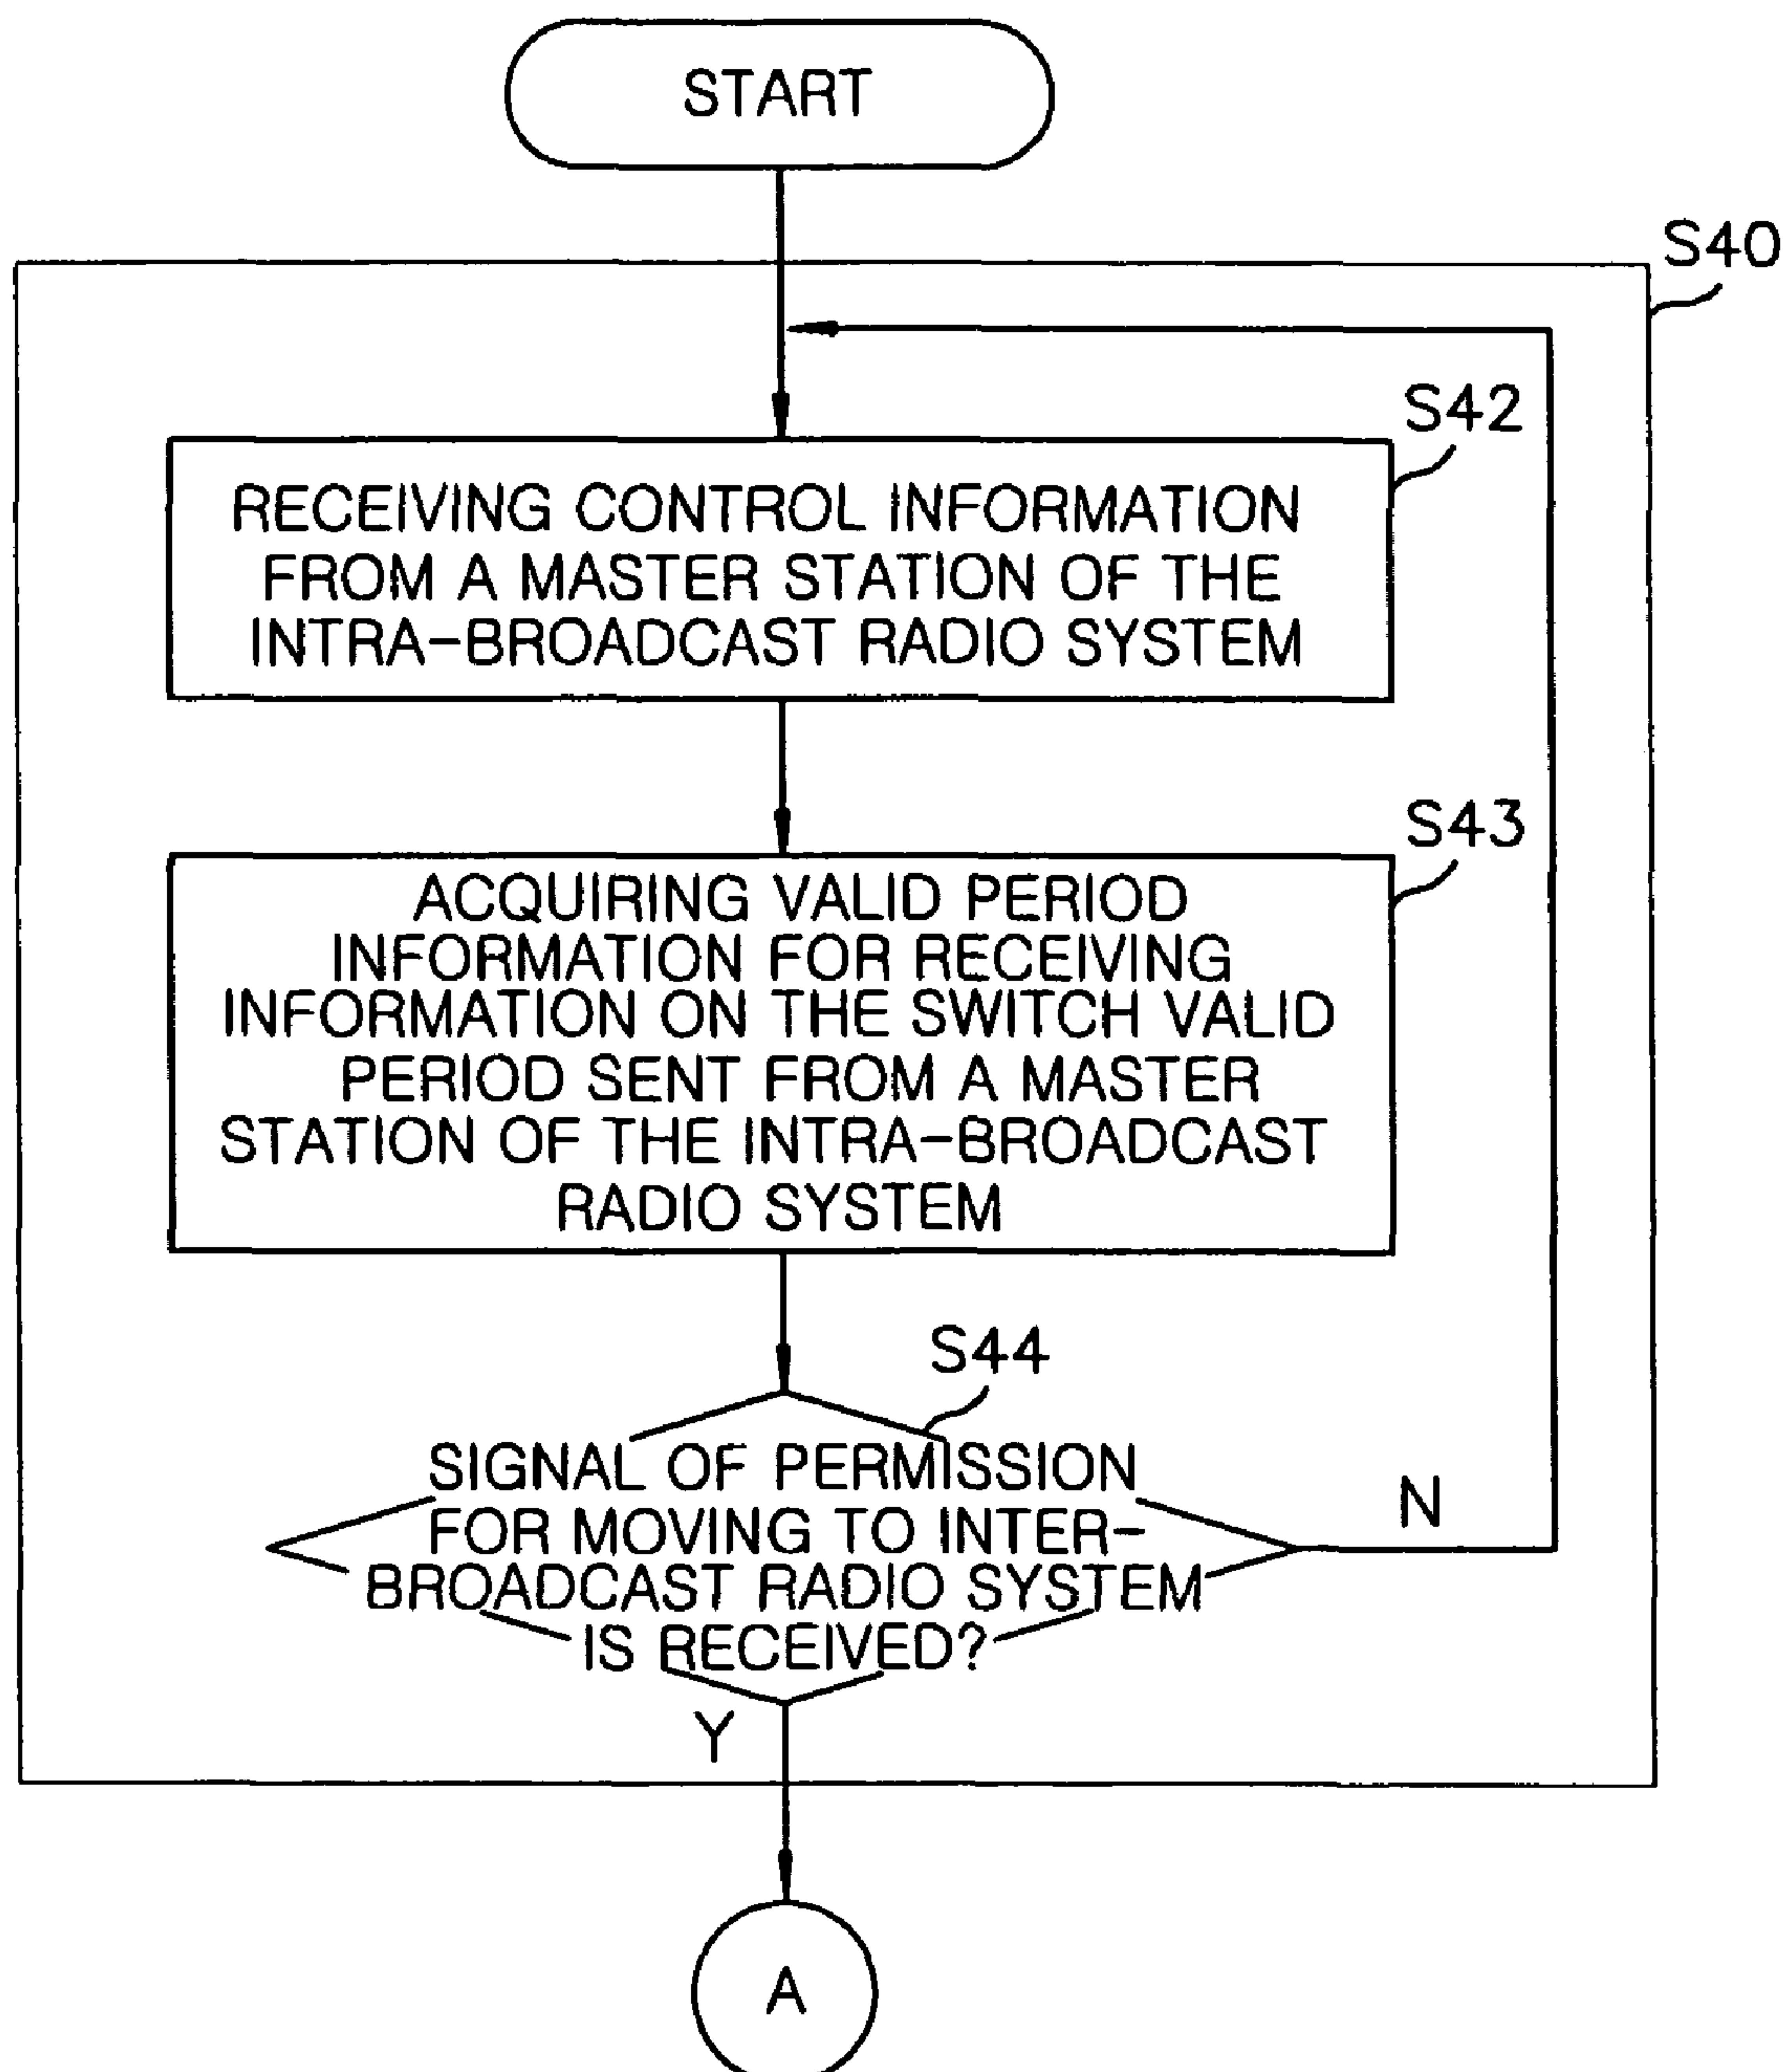 START
S40
S42
RECEIVING CONTROL INFORMATION
FROM A MASTER STATION OF THE
INTRA-BROADCAST RADIO SYSTEM
S43
ACQUIRING VALID PERIOD
INFORMATION FOR RECEIVING
INFORMATION ON THE SWITCH VALID
PERIOD SENT FROM A MASTER
STATION OF THE INTRA-BROADCAST
RADIO SYSTEM
S44
SIGNAL OF PERMISSION
FOR MOVING TO INTER-
BROADCAST RADIO SYSTEM
IS RECEIVED?
N
Y
A